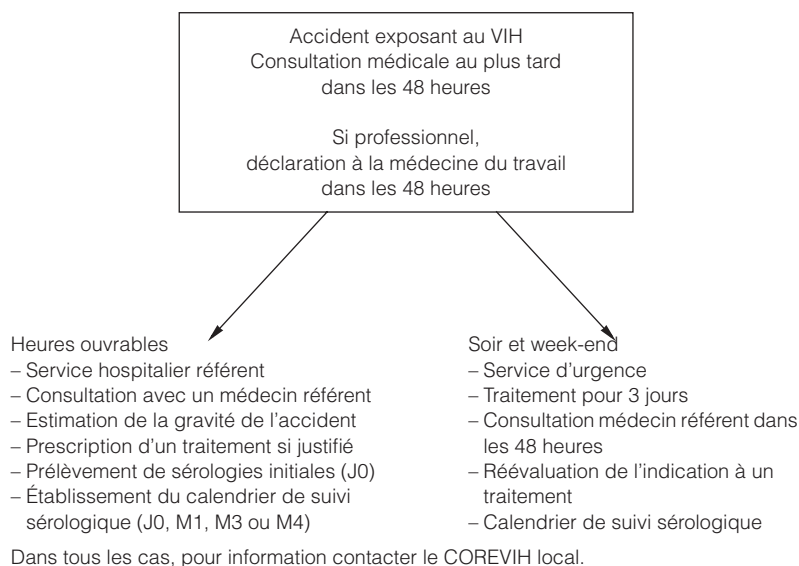 Accident exposant au VIH
Consultation médicale au plus tard
dans les 48 heures
Si professionnel,
déclaration à la médecine du travail
dans les 48 heures
Heures ouvrables
– Service hospitalier référent
– Consultation avec un médecin référent
– Estimation de la gravité de l'accident
– Prescription d'un traitement si justifié
– Prélèvement de sérologies initiales (J0)
– Établissement du calendrier de suivi
sérologique (J0, M1, M3 ou M4)
Soir et week-end
– Service d'urgence
– Traitement pour 3 jours
– Consultation médecin référent dans
les 48 heures
– Réévaluation de l'indication à un
traitement
– Calendrier de suivi sérologique
Dans tous les cas, pour information contacter le COREVIH local.